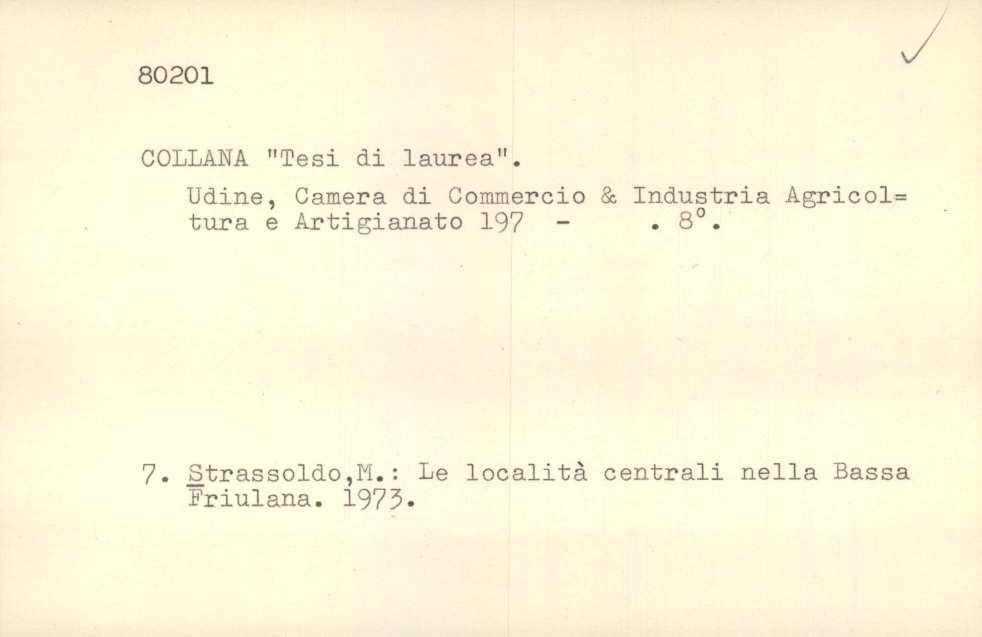 80201
COLLANA "Tesi di laurea".
Udine, Camera di Commercio & Industria Agricol=
tura e Artigianato 197 - . 8°.
7. Strassoldo,M.: Le località centrali nella Bassa
Friulana. 1973.